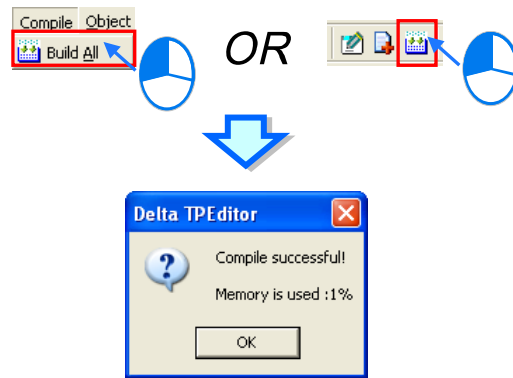 Compile Object
Build All
OR
Delta TPEditor
Compile successful!
Memory is used :1%
OK